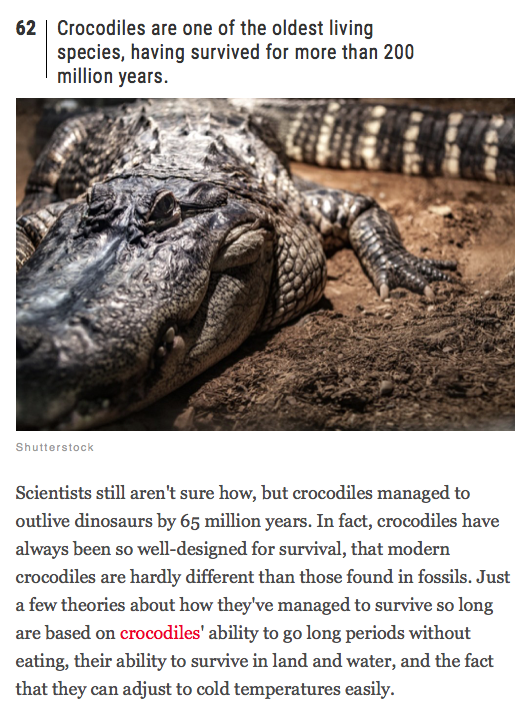 62
Crocodiles are one of the oldest living
species, having survived for more than 200
million years.
Shutterstock
Scientists still aren't sure how, but crocodiles managed to
outlive dinosaurs by 65 million years. In fact, crocodiles have
always been so well-designed for survival, that modern
crocodiles are hardly different than those found in fossils. Just
a few theories about how they've managed to survive so long
are based on crocodiles' ability to go long periods without
eating, their ability to survive in land and water, and the fact
that they can adjust to cold temperatures easily.